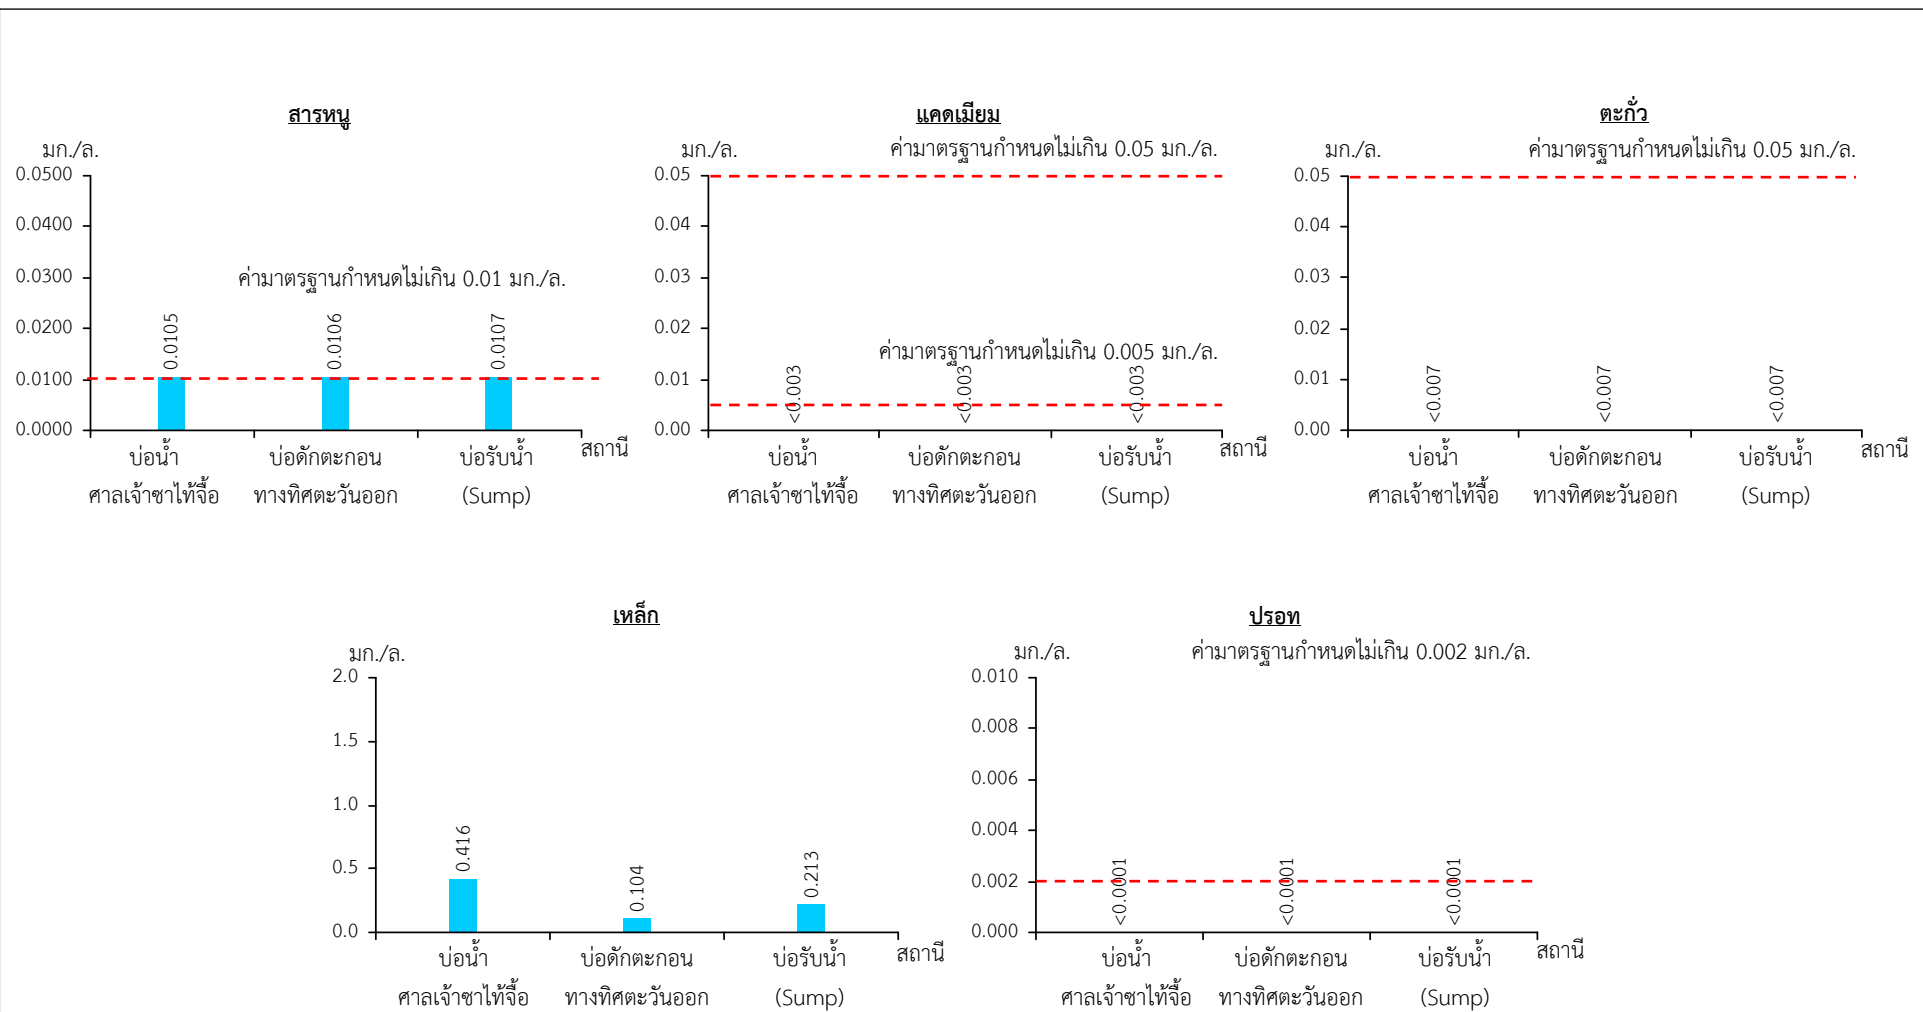 สารหนู
มก./ล.
0.0500
0.0400
0.0300
0.0200
0.0100
0.0000
ค่ามาตรฐานกำหนดไม่เกิน 0.01 มก./ล.
0.0105
0.0106
0.0107
สถานี
บ่อน้ำ
ศาลเจ้าซาไท้จื้อ
บ่อดักตะกอน
ทางทิศตะวันออก
บ่อรับน้ำ
(Sump)
แคดเมียม
มก./ล.
ค่ามาตรฐานกำหนดไม่เกิน 0.05 มก./ล.
0.05
0.04
0.03
0.02
0.01
0.00
ค่ามาตรฐานกำหนดไม่เกิน 0.005 มก./ล.
<0.003
<0.003
<0.003
สถานี
บ่อน้ำ
ศาลเจ้าซาไท้จื้อ
บ่อดักตะกอน
ทางทิศตะวันออก
บ่อรับน้ำ
(Sump)
ตะกั่ว
มก./ล.
ค่ามาตรฐานกำหนดไม่เกิน 0.05 มก./ล.
0.05
0.04
0.03
0.02
0.01
0.00
<0.007
<0.007
<0.007
สถานี
บ่อน้ำ
ศาลเจ้าซาไท้จื้อ
บ่อดักตะกอน
ทางทิศตะวันออก
บ่อรับน้ำ
(Sump)
เหล็ก
มก./ล.
2.0
1.5
1.0
0.5
0.0
0.416
0.104
0.213
สถานี
บ่อน้ำ
ศาลเจ้าซาไท้จื้อ
บ่อดักตะกอน
ทางทิศตะวันออก
บ่อรับน้ำ
(Sump)
ปรอท
มก./ล.
ค่ามาตรฐานกำหนดไม่เกิน 0.002 มก./ล.
0.010
0.008
0.006
0.004
0.002
0.000
<0.0001
<0.0001
<0.0001
สถานี
บ่อน้ำ
ศาลเจ้าซาไท้จื้อ
บ่อดักตะกอน
ทางทิศตะวันออก
บ่อรับน้ำ
(Sump)